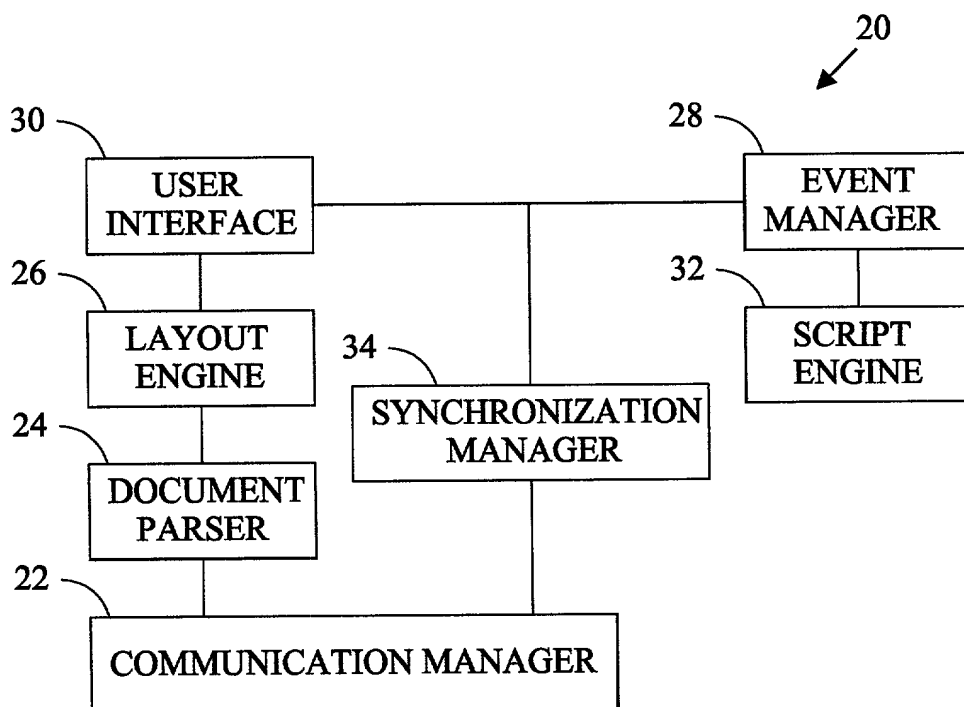 20
30
28
USER
INTERFACE
EVENT
MANAGER
26
32
LAYOUT
ENGINE
SCRIPT
ENGINE
34
SYNCHRONIZATION
MANAGER
24
DOCUMENT
PARSER
22
COMMUNICATION MANAGER